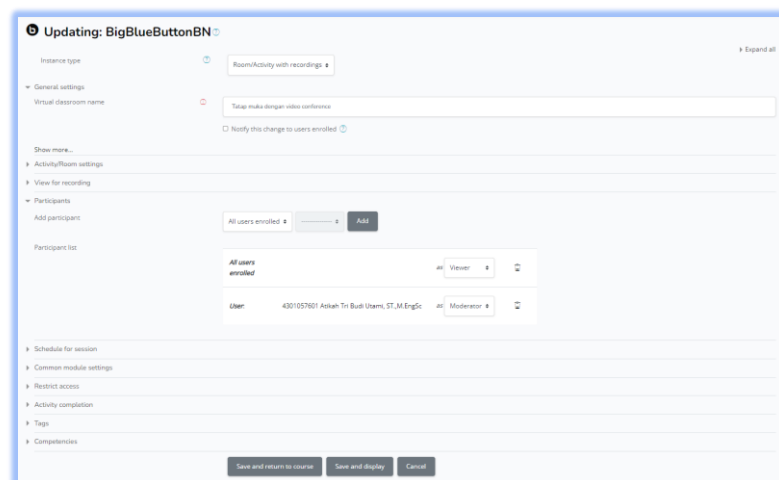 Updating: BigBlueButtonBN
Expand all
Instance type
Room/Activity with recordings
General settings
Virtual classroom name
Tatap muka dengan video conference
Notify this change to users enrolled
Show more...
Activity/Room settings
View for recording
Participants
Add participant
All users enrolled
Add
Participant list
All users enrolled as Viewer
User: 4301057601 Atikah Tri Budi Utami, ST.,M.EngSc as Moderator
Schedule for session
Common module settings
Restrict access
Activity completion
Tags
Competencies
Save and return to course Save and display Cancel